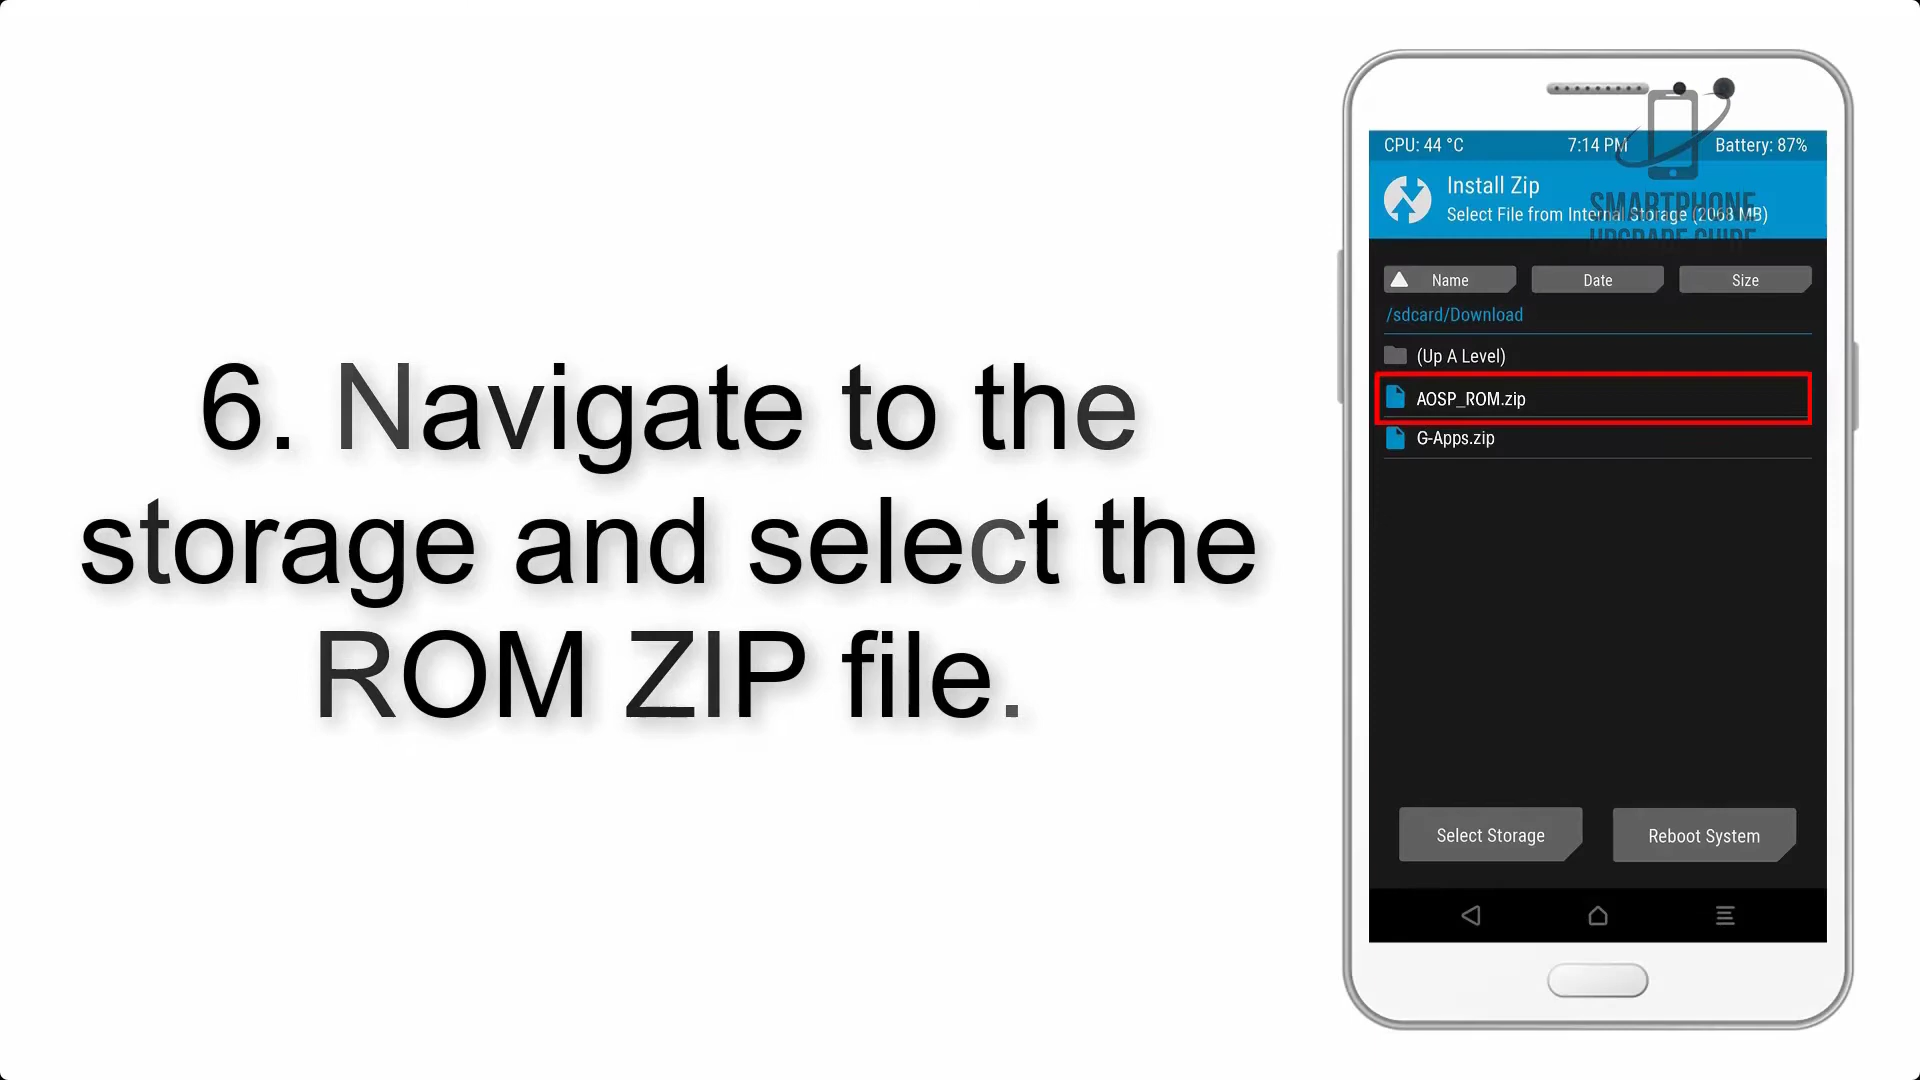 6. Navigate to the
storage and select the
ROM ZIP file.
CPU: 44 °C 7:14 PM Battery: 87%
Install Zip
Select File from Internal Storage (2068 MB)
SMARTPHONE
UPGRADE GUIDE
Name Date Size
/sdcard/Download
(Up A Level)
AOSP_ROM.zip
G-Apps.zip
Select Storage Reboot System